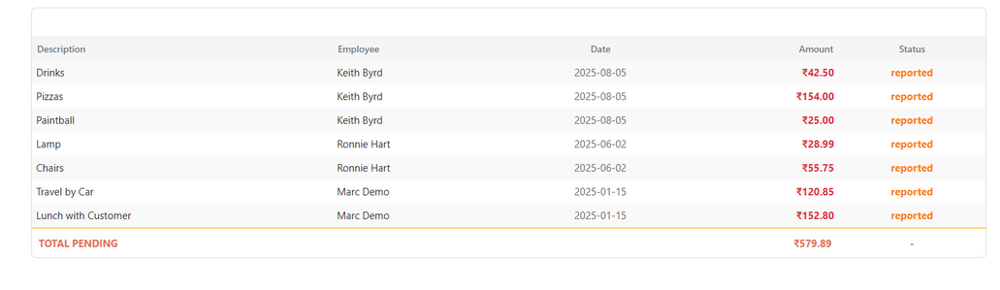 Description Employee Date Amount Status
Drinks Keith Byrd 2025-08-05 ₹42.50 reported
Pizzas Keith Byrd 2025-08-05 ₹154.00 reported
Paintball Keith Byrd 2025-08-05 ₹25.00 reported
Lamp Ronnie Hart 2025-06-02 ₹28.99 reported
Chairs Ronnie Hart 2025-06-02 ₹55.75 reported
Travel by Car Marc Demo 2025-01-15 ₹120.85 reported
Lunch with Customer Marc Demo 2025-01-15 ₹152.80 reported
TOTAL PENDING ₹579.89 -